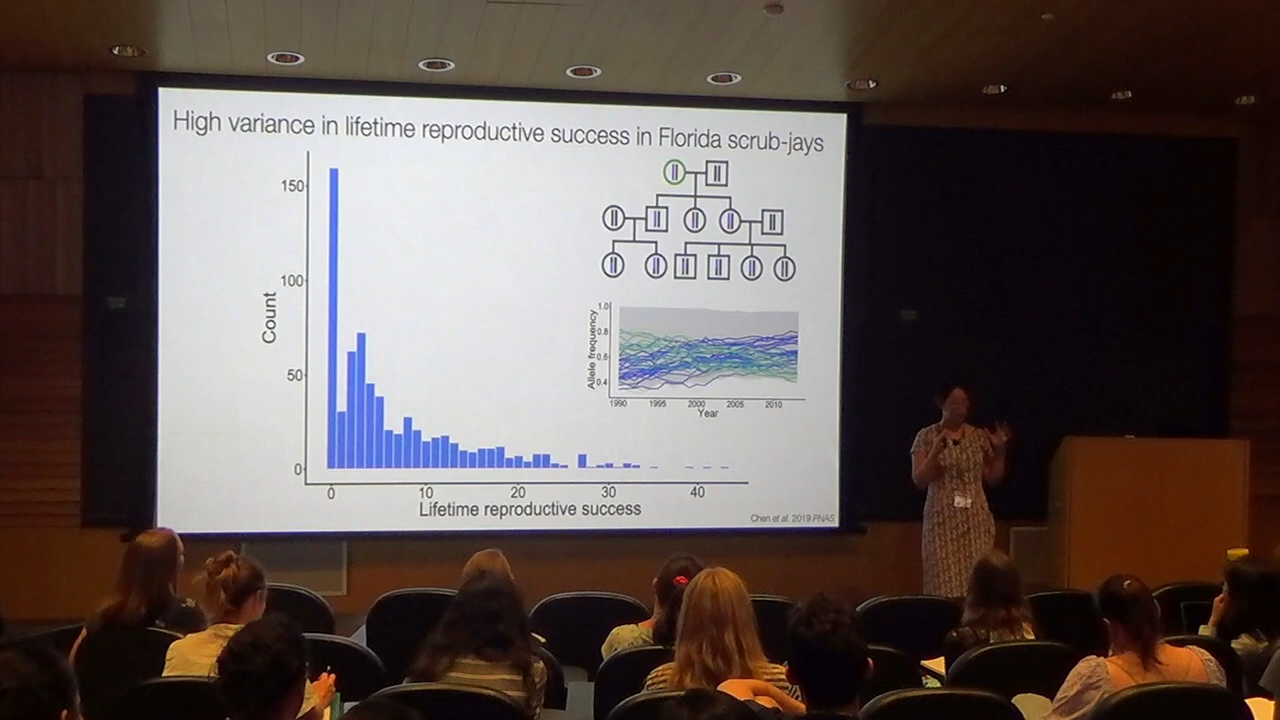 High variance in lifetime reproductive success in Florida scrub-jays
150
100
50
0
Count
0 10 20 30 40
Lifetime reproductive success
1.0
0.8
0.6
0.4
Allele frequency
1990 1995 2000 2005 2010
Year
Chen et al. 2019 PNAS